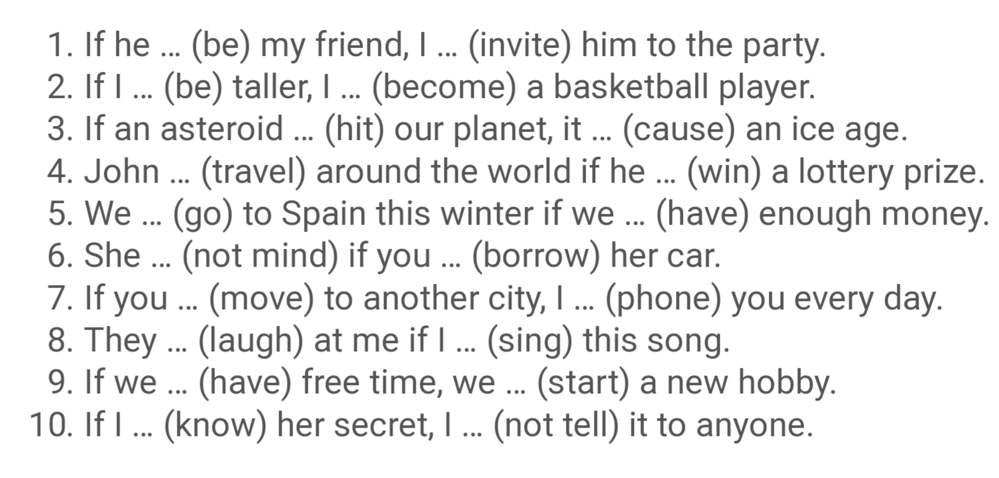 1. If he ... (be) my friend, I ... (invite) him to the party.
2. If I ... (be) taller, I ... (become) a basketball player.
3. If an asteroid ... (hit) our planet, it ... (cause) an ice age.
4. John ... (travel) around the world if he ... (win) a lottery prize.
5. We ... (go) to Spain this winter if we ... (have) enough money.
6. She ... (not mind) if you ... (borrow) her car.
7. If you ... (move) to another city, I ... (phone) you every day.
8. They ... (laugh) at me if I ... (sing) this song.
9. If we ... (have) free time, we ... (start) a new hobby.
10. If I ... (know) her secret, I ... (not tell) it to anyone.